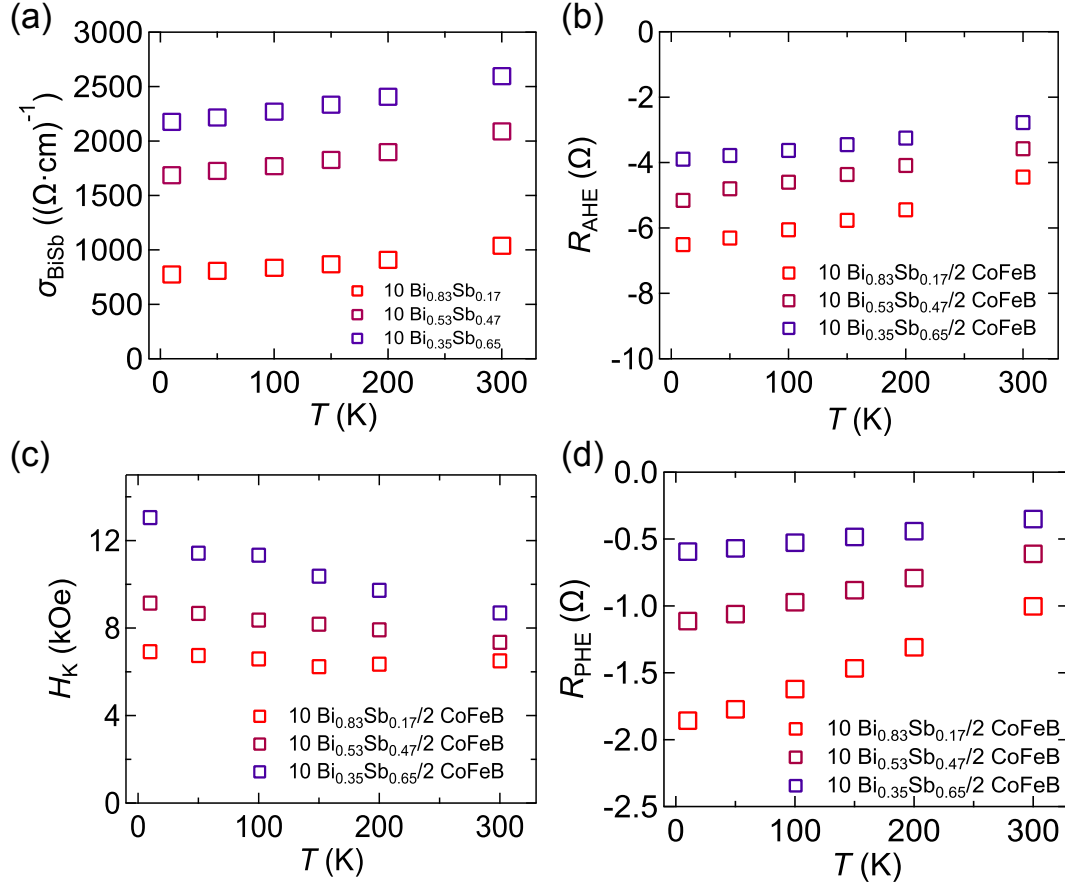 (a)
3000
2500
2000
1500
1000
500
0
σBiSb ((Ω·cm)⁻¹)
10 Bi0.83Sb0.17
10 Bi0.53Sb0.47
10 Bi0.35Sb0.65
0 100 200 300
T (K)
(b)
0
-2
-4
-6
-8
-10
RAHE (Ω)
10 Bi0.83Sb0.17/2 CoFeB
10 Bi0.53Sb0.47/2 CoFeB
10 Bi0.35Sb0.65/2 CoFeB
0 100 200 300
T (K)
(c)
12
8
4
0
HK (kOe)
10 Bi0.83Sb0.17/2 CoFeB
10 Bi0.53Sb0.47/2 CoFeB
10 Bi0.35Sb0.65/2 CoFeB
0 100 200 300
T (K)
(d)
0.0
-0.5
-1.0
-1.5
-2.0
-2.5
RPHE (Ω)
10 Bi0.83Sb0.17/2 CoFeB
10 Bi0.53Sb0.47/2 CoFeB
10 Bi0.35Sb0.65/2 CoFeB
0 100 200 300
T (K)